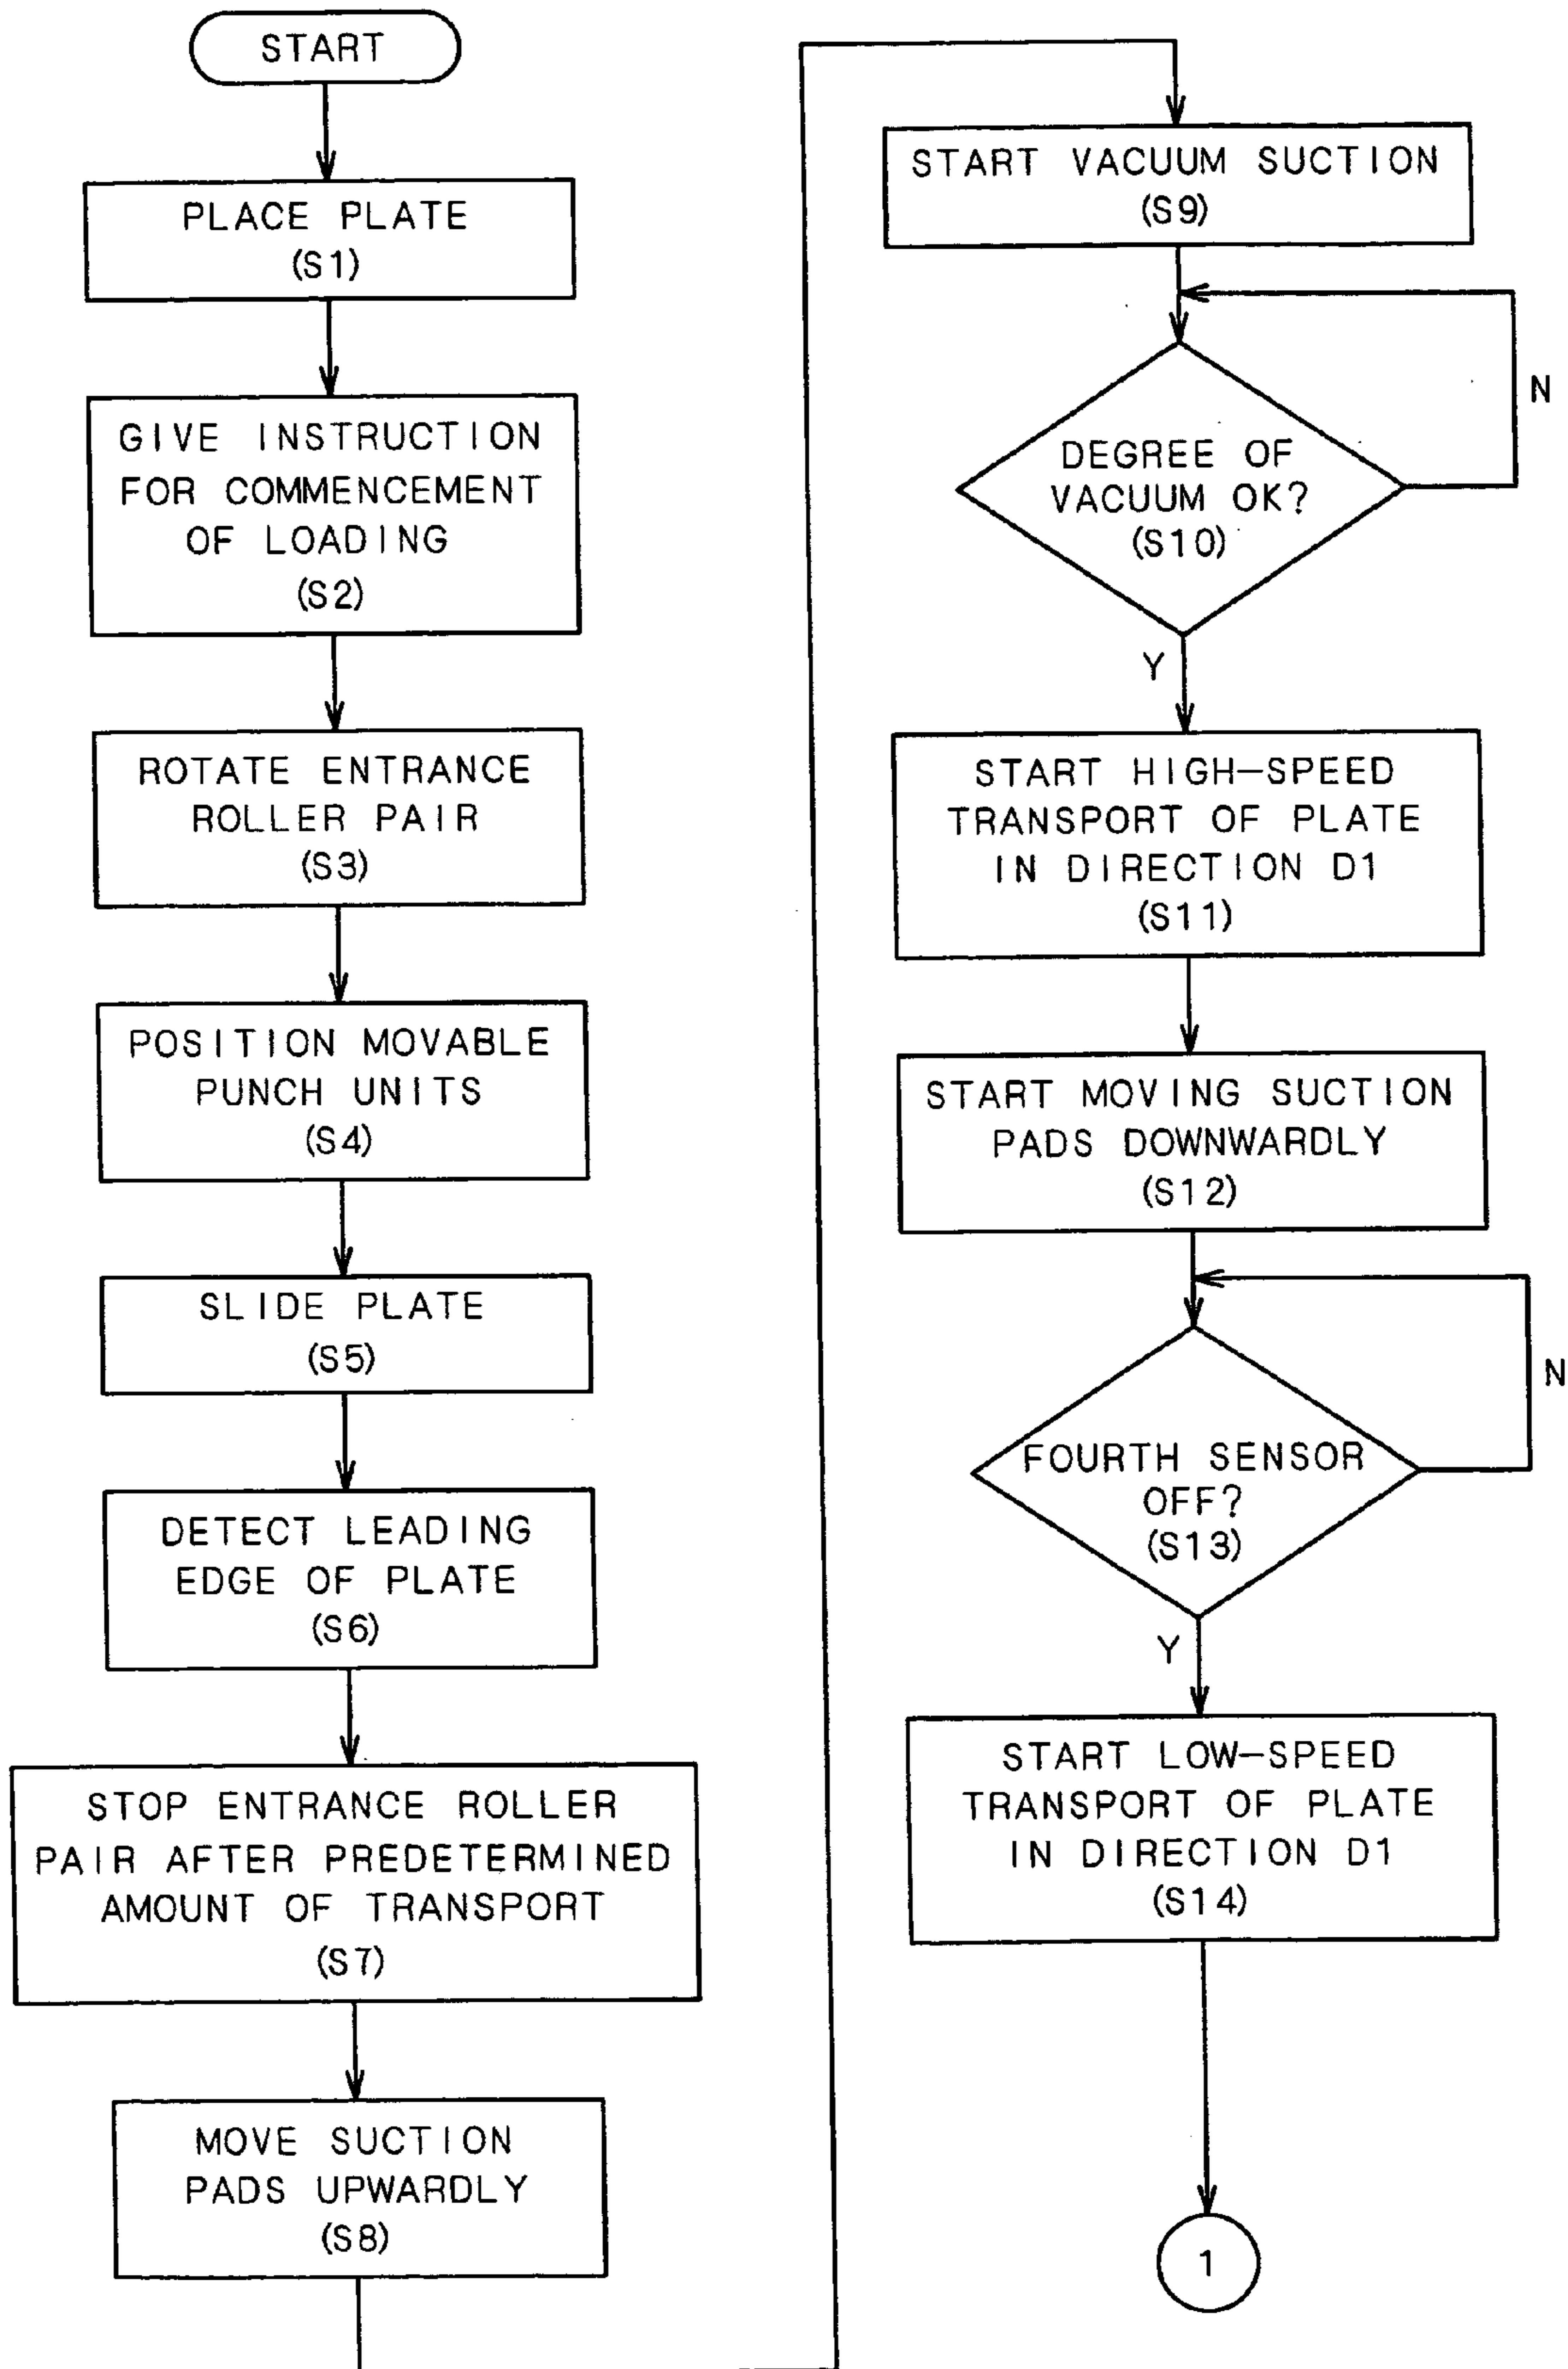 START
PLACE PLATE
(S1)
GIVE INSTRUCTION
FOR COMMENCEMENT
OF LOADING
(S2)
ROTATE ENTRANCE
ROLLER PAIR
(S3)
POSITION MOVABLE
PUNCH UNITS
(S4)
SLIDE PLATE
(S5)
DETECT LEADING
EDGE OF PLATE
(S6)
STOP ENTRANCE ROLLER
PAIR AFTER PREDETERMINED
AMOUNT OF TRANSPORT
(S7)
MOVE SUCTION
PADS UPWARDLY
(S8)
START VACUUM SUCTION
(S9)
DEGREE OF
VACUUM OK?
(S10)
N
Y
START HIGH-SPEED
TRANSPORT OF PLATE
IN DIRECTION D1
(S11)
START MOVING SUCTION
PADS DOWNWARDLY
(S12)
FOURTH SENSOR
OFF?
(S13)
N
Y
START LOW-SPEED
TRANSPORT OF PLATE
IN DIRECTION D1
(S14)
1